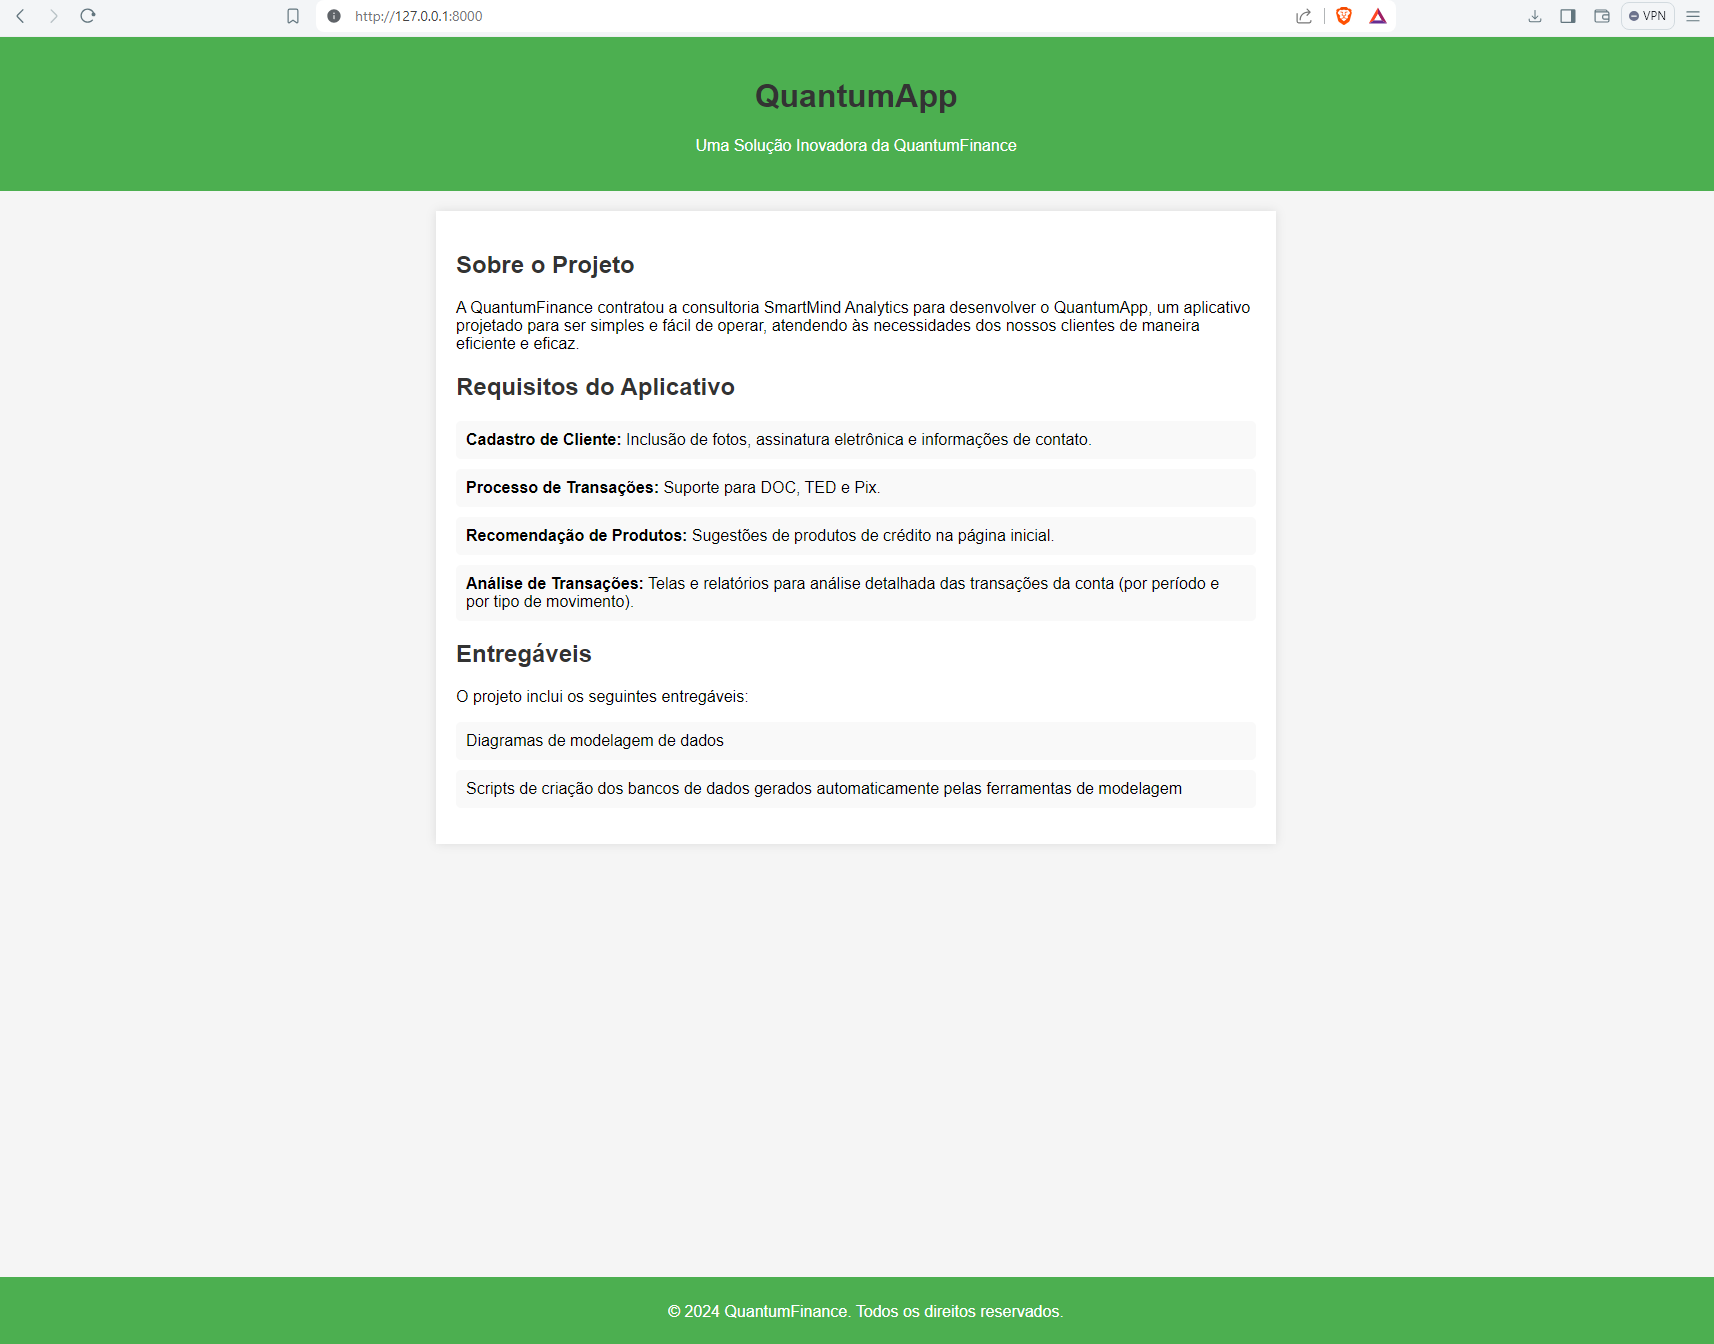 http://127.0.0.1:8000
VPN
QuantumApp
Uma Solução Inovadora da QuantumFinance
Sobre o Projeto
A QuantumFinance contratou a consultoria SmartMind Analytics para desenvolver o QuantumApp, um aplicativo
projetado para ser simples e fácil de operar, atendendo às necessidades dos nossos clientes de maneira
eficiente e eficaz.
Requisitos do Aplicativo
Cadastro de Cliente: Inclusão de fotos, assinatura eletrônica e informações de contato.
Processo de Transações: Suporte para DOC, TED e Pix.
Recomendação de Produtos: Sugestões de produtos de crédito na página inicial.
Análise de Transações: Telas e relatórios para análise detalhada das transações da conta (por período e
por tipo de movimento).
Entregáveis
O projeto inclui os seguintes entregáveis:
Diagramas de modelagem de dados
Scripts de criação dos bancos de dados gerados automaticamente pelas ferramentas de modelagem
© 2024 QuantumFinance. Todos os direitos reservados.